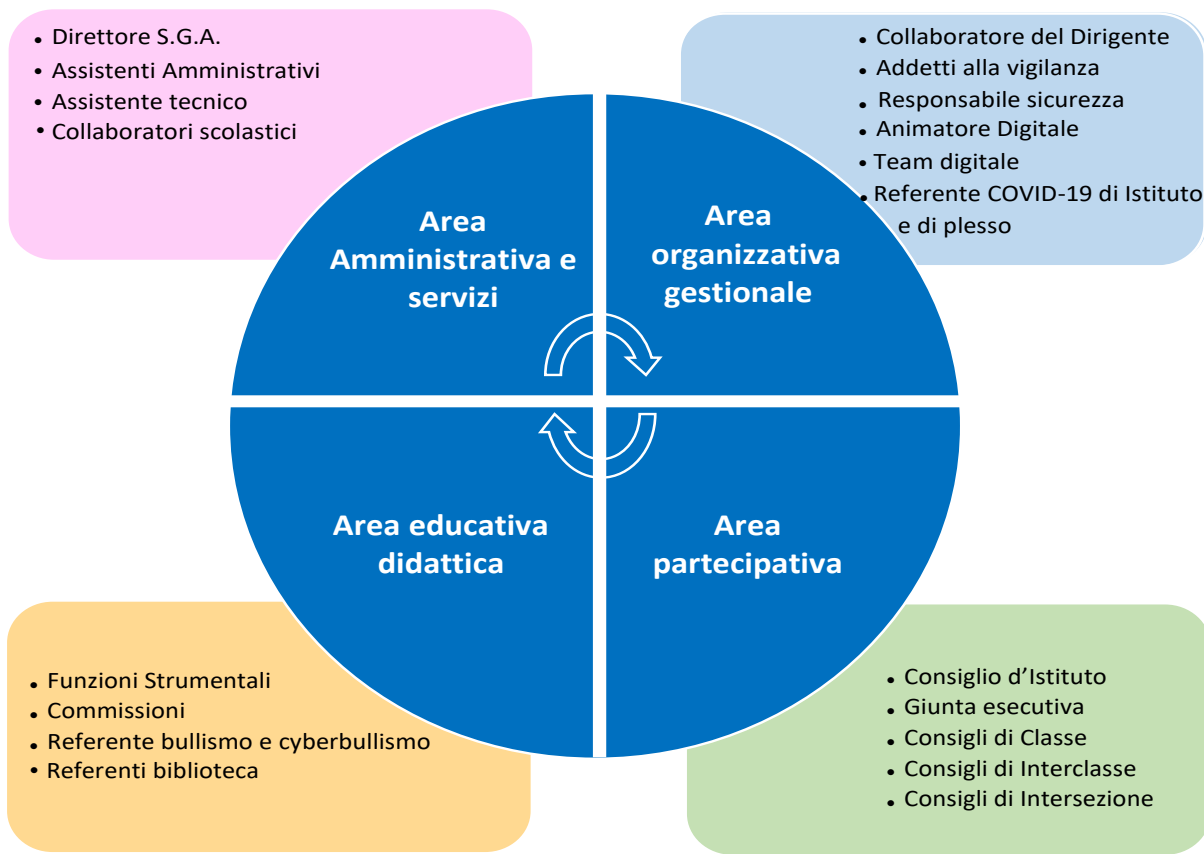 • Direttore S.G.A.
• Assistenti Amministrativi
• Assistente tecnico
• Collaboratori scolastici
• Collaboratore del Dirigente
• Addetti alla vigilanza
• Responsabile sicurezza
• Animatore Digitale
• Team digitale
• Referente COVID-19 di Istituto
e di plesso
Area
Amministrativa e
servizi
Area
organizzativa
gestionale
Area educativa
didattica
Area
partecipativa
• Funzioni Strumentali
• Commissioni
• Referente bullismo e cyberbullismo
• Referenti biblioteca
• Consiglio d’Istituto
• Giunta esecutiva
• Consigli di Classe
• Consigli di Interclasse
• Consigli di Intersezione